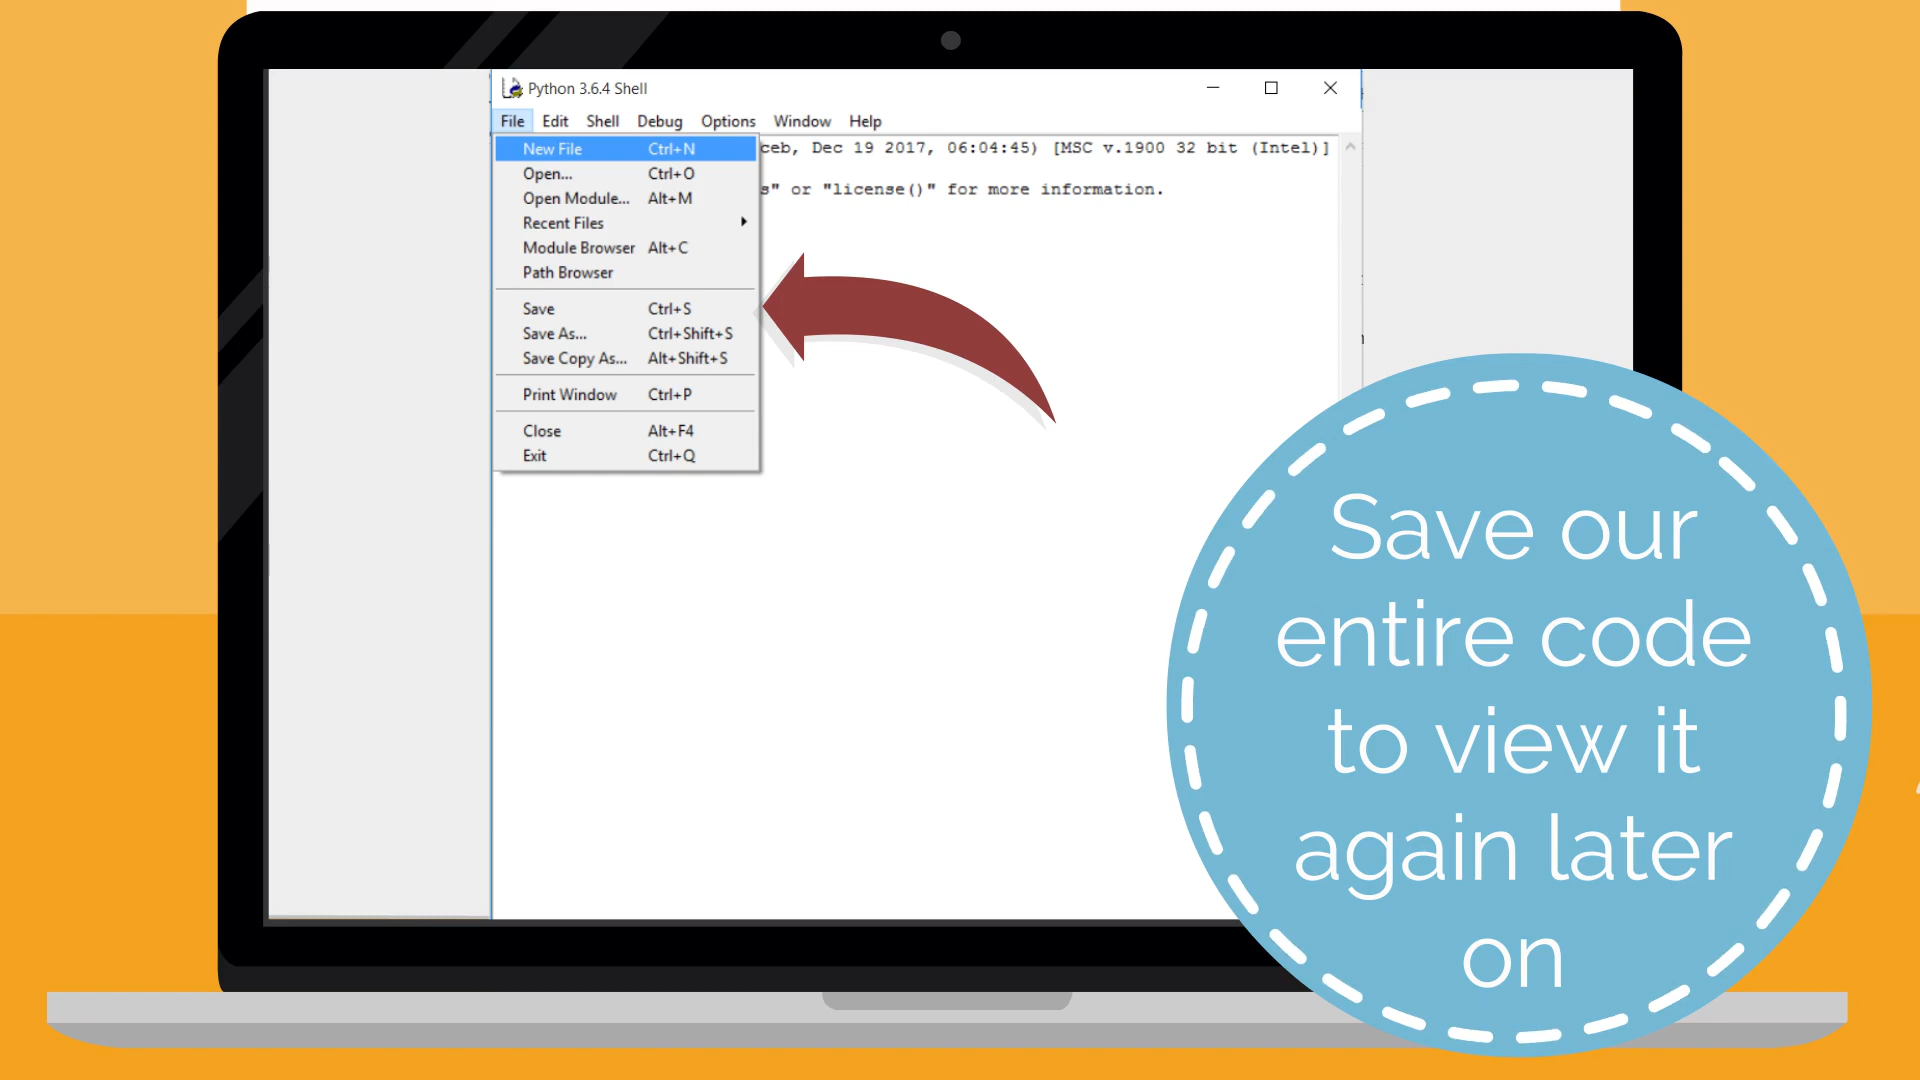 Python 3.6.4 Shell
File Edit Shell Debug Options Window Help
New File Ctrl+N
Open... Ctrl+O
Open Module... Alt+M
Recent Files
Module Browser Alt+C
Path Browser
Save Ctrl+S
Save As... Ctrl+Shift+S
Save Copy As... Alt+Shift+S
Print Window Ctrl+P
Close Alt+F4
Exit Ctrl+Q
ceb, Dec 19 2017, 06:04:45) [MSC v.1900 32 bit (Intel)]
s" or "license()" for more information.
Save our
entire code
to view it
again later
on